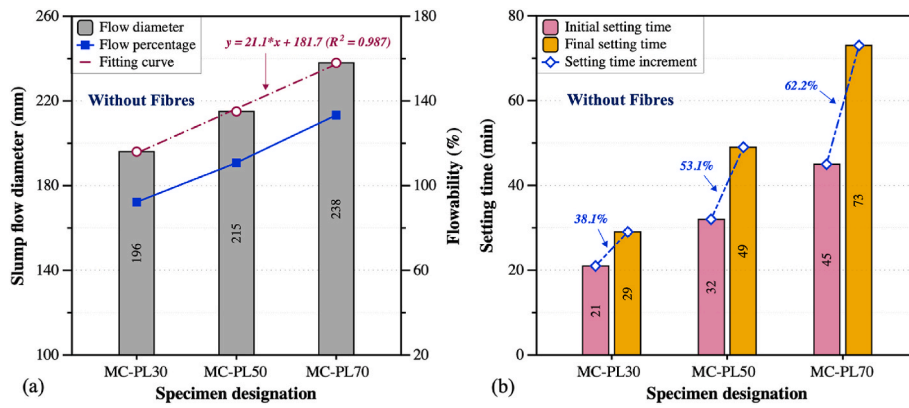 260
220
180
140
100
Slump flow diameter (mm)
Flow diameter
Flow percentage
Fitting curve
y = 21.1*x + 181.7 (R² = 0.987)
Without Fibres
196
215
238
180
140
100
60
20
Flowability (%)
MC-PL30 MC-PL50 MC-PL70
(a) Specimen designation
80
60
40
20
0
Setting time (min)
Initial setting time
Final setting time
Setting time increment
Without Fibres
62.2%
53.1%
38.1%
21
29
32
49
45
73
MC-PL30 MC-PL50 MC-PL70
(b) Specimen designation